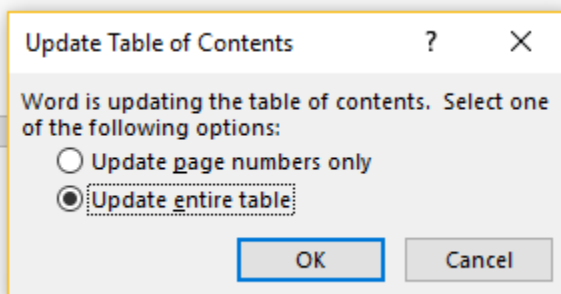 Update Table of Contents ? ×
Word is updating the table of contents. Select one
of the following options:
Update page numbers only
Update entire table
OK Cancel